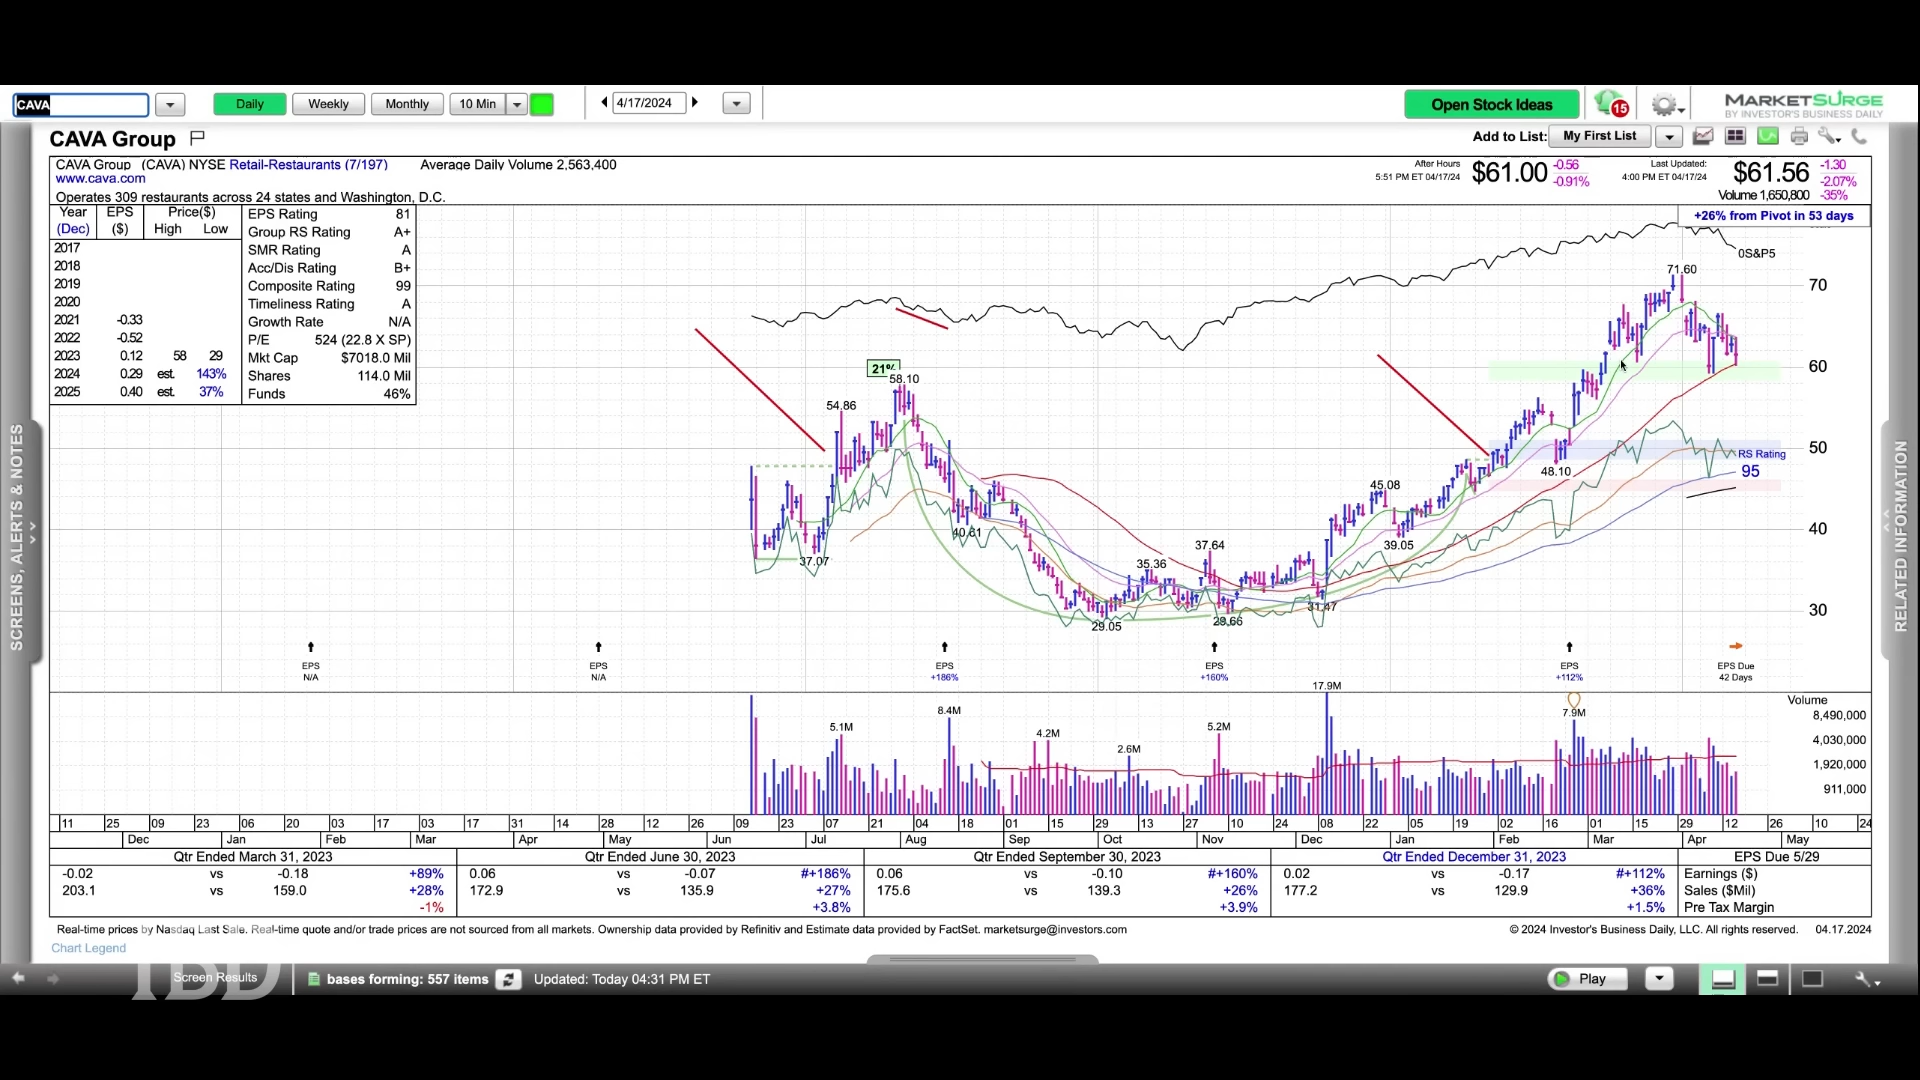 CAVA
Daily Weekly Monthly 10 Min 4/17/2024 Open Stock Ideas 15 MARKETSURGE
BY INVESTOR'S BUSINESS DAILY
CAVA Group Add to List: My First List
CAVA Group (CAVA) NYSE Retail-Restaurants (7/197) Average Daily Volume 2,563,400
www.cava.com
Operates 309 restaurants across 24 states and Washington, D.C.
After Hours
5:51 PM ET 04/17/24
$61.00 -0.56
-0.91%
Last Updated:
4:00 PM ET 04/17/24
$61.56 -1.30
-2.07%
Volume 1,650,800 -35%
+26% from Pivot in 53 days
Year EPS Price($)
(Dec) ($) High Low
2017
2018
2019
2020
2021 -0.33
2022 -0.52
2023 0.12 58 29
2024 0.29 est. 143%
2025 0.40 est. 37%
EPS Rating 81
Group RS Rating A+
SMR Rating A
Acc/Dis Rating B+
Composite Rating 99
Timeliness Rating A
Growth Rate N/A
P/E 524 (22.8 X SP)
Mkt Cap $7018.0 Mil
Shares 114.0 Mil
Funds 46%
0S&P5
71.60
70
21%
58.10
60
54.86
50
RS Rating
95
48.10
45.08
40.61
40
39.05
37.64
37.07
35.36
31.47
30
29.05
29.66
EPS
N/A
EPS
N/A
EPS
+186%
EPS
+160%
EPS
+112%
EPS Due
42 Days
17.9M
Volume
8.4M
7.9M
8,490,000
5.1M
5.2M
4.2M
4,030,000
2.6M
1,920,000
911,000
11 25 09 23 06 20 03 17 03 17 31 14 28 12 26 09 23 07 21 04 18 01 15 29 13 27 10 24 08 22 05 19 02 16 01 15 29 12 26 10 24
Dec Jan Feb Mar Apr May Jun Jul Aug Sep Oct Nov Dec Jan Feb Mar Apr May
Qtr Ended March 31, 2023 Qtr Ended June 30, 2023 Qtr Ended September 30, 2023 Qtr Ended December 31, 2023 EPS Due 5/29
-0.02 vs -0.18 +89% 0.06 vs -0.07 #+186% 0.06 vs -0.10 #+160% 0.02 vs -0.17 #+112% Earnings ($)
203.1 vs 159.0 +28% 172.9 vs 135.9 +27% 175.6 vs 139.3 +26% 177.2 vs 129.9 +36% Sales ($Mil)
-1% +3.8% +3.9% +1.5% Pre Tax Margin
Real-time prices by Nasdaq Last Sale. Real-time quote and/or trade prices are not sourced from all markets. Ownership data provided by Refinitiv and Estimate data provided by FactSet. marketsurge@investors.com © 2024 Investor's Business Daily, LLC. All rights reserved. 04.17.2024
Chart Legend
IBD
Screen Results bases forming: 557 items Updated: Today 04:31 PM ET Play
SCREENS, ALERTS & NOTES
RELATED INFORMATION